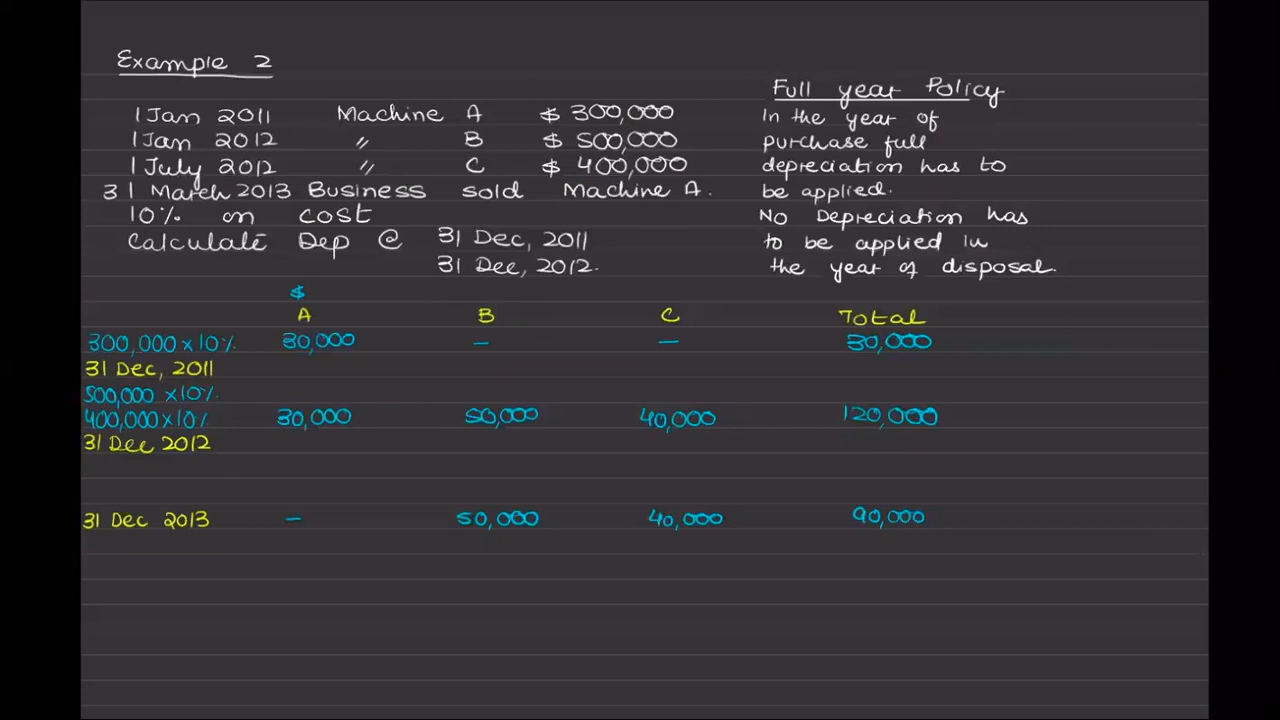 Example 2
Full year Policy
1 Jan 2011 Machine A $ 300,000
In the year of
1 Jan 2012 〃 B $ 500,000
purchase full
1 July 2012 〃 C $ 400,000
depreciation has to
31 March 2013 Business sold Machine A.
be applied.
10% on cost
No Depreciation has
Calculate Dep @ 31 Dec, 2011
to be applied in
31 Dec, 2012.
the year of disposal.
$
A B C Total
300,000 x 10% 30,000 — — 30,000
31 Dec, 2011
500,000 x 10%
400,000 x 10% 30,000 50,000 40,000 120,000
31 Dec 2012
31 Dec 2013 — 50,000 40,000 90,000